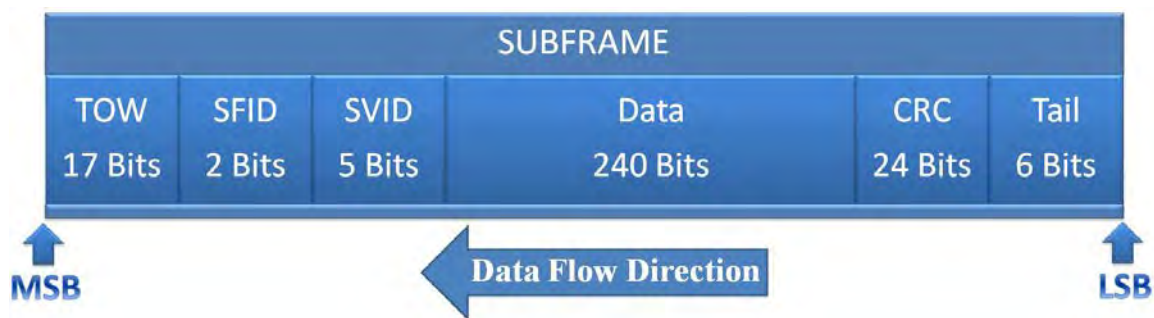 SUBFRAME
TOW SFID SVID Data CRC Tail
17 Bits 2 Bits 5 Bits 240 Bits 24 Bits 6 Bits
MSB Data Flow Direction LSB